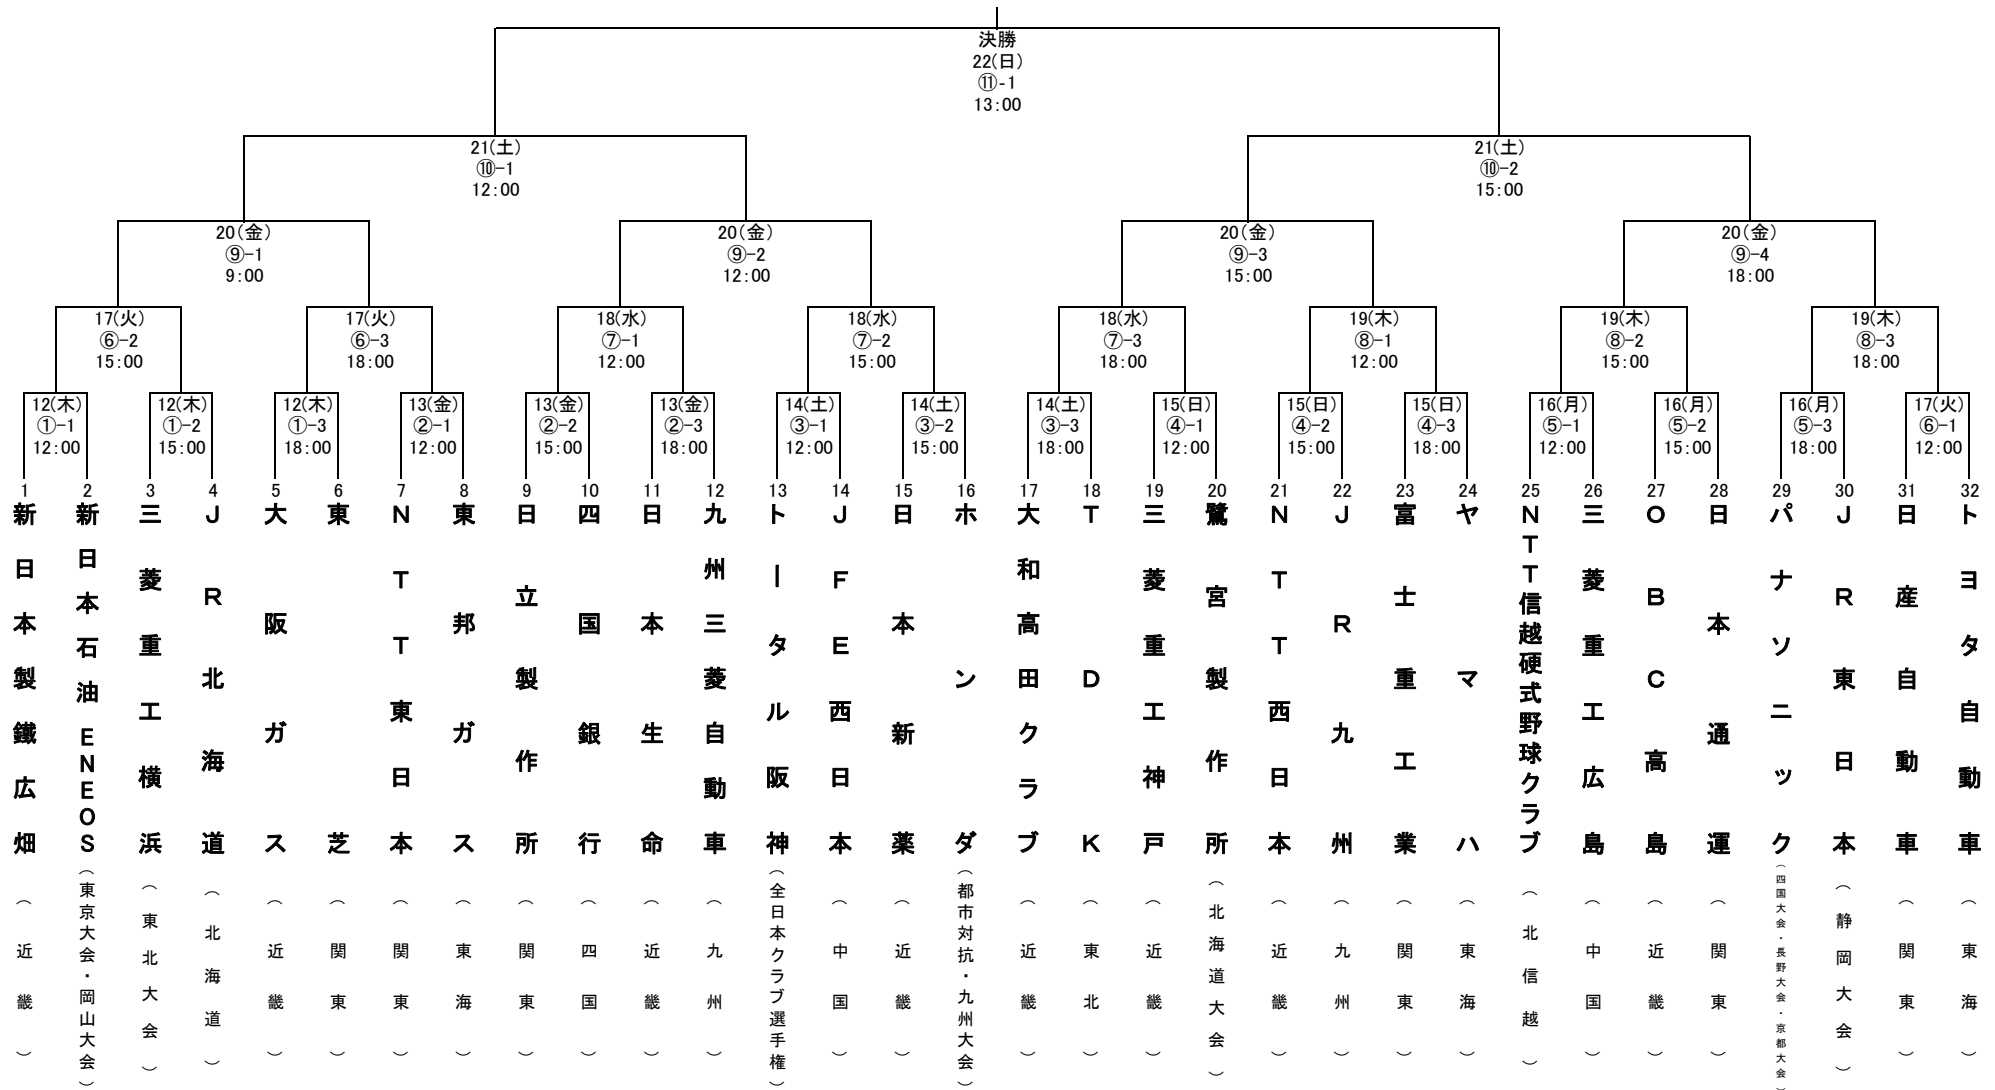 決勝
22(日)
⑪-1
13:00
21(土)
⑩-1
12:00
21(土)
⑩-2
15:00
20(金)
⑨-1
9:00
20(金)
⑨-2
12:00
20(金)
⑨-3
15:00
20(金)
⑨-4
18:00
17(火)
⑥-2
15:00
17(火)
⑥-3
18:00
18(水)
⑦-1
12:00
18(水)
⑦-2
15:00
18(水)
⑦-3
18:00
19(木)
⑧-1
12:00
19(木)
⑧-2
15:00
19(木)
⑧-3
18:00
12(木)
①-1
12:00
12(木)
①-2
15:00
12(木)
①-3
18:00
13(金)
②-1
12:00
13(金)
②-2
15:00
13(金)
②-3
18:00
14(土)
③-1
12:00
14(土)
③-2
15:00
14(土)
③-3
18:00
15(日)
④-1
12:00
15(日)
④-2
15:00
15(日)
④-3
18:00
16(月)
⑤-1
12:00
16(月)
⑤-2
15:00
16(月)
⑤-3
18:00
17(火)
⑥-1
12:00
1
新日本製鐵広畑
(近畿)
2
新日本石油ENEOS
(東京大会・岡山大会)
3
三菱重工横浜
(東北大会)
4
JR北海道
(北海道)
5
大阪ガス
(近畿)
6
東芝
(関東)
7
NTT東日本
(関東)
8
東邦ガス
(東海)
9
日立製作所
(関東)
10
四国銀行
(四国)
11
日本生命
(近畿)
12
九州三菱自動車
(九州)
13
トータル阪神
(全日本クラブ選手権)
14
JFE西日本
(中国)
15
日本新薬
(近畿)
16
ホンダ
(都市対抗・九州大会)
17
大和高田クラブ
(近畿)
18
TDK
(東北)
19
三菱重工神戸
(近畿)
20
鷺宮製作所
(北海道大会)
21
NTT西日本
(近畿)
22
JR九州
(九州)
23
富士重工業
(関東)
24
ヤマハ
(東海)
25
NTT信越硬式野球クラブ
(北信越)
26
三菱重工広島
(中国)
27
OBC高島
(近畿)
28
日本通運
(関東)
29
パナソニック
(四国大会・長野大会・京都大会)
30
JR東日本
(静岡大会)
31
日産自動車
(関東)
32
トヨタ自動車
(東海)